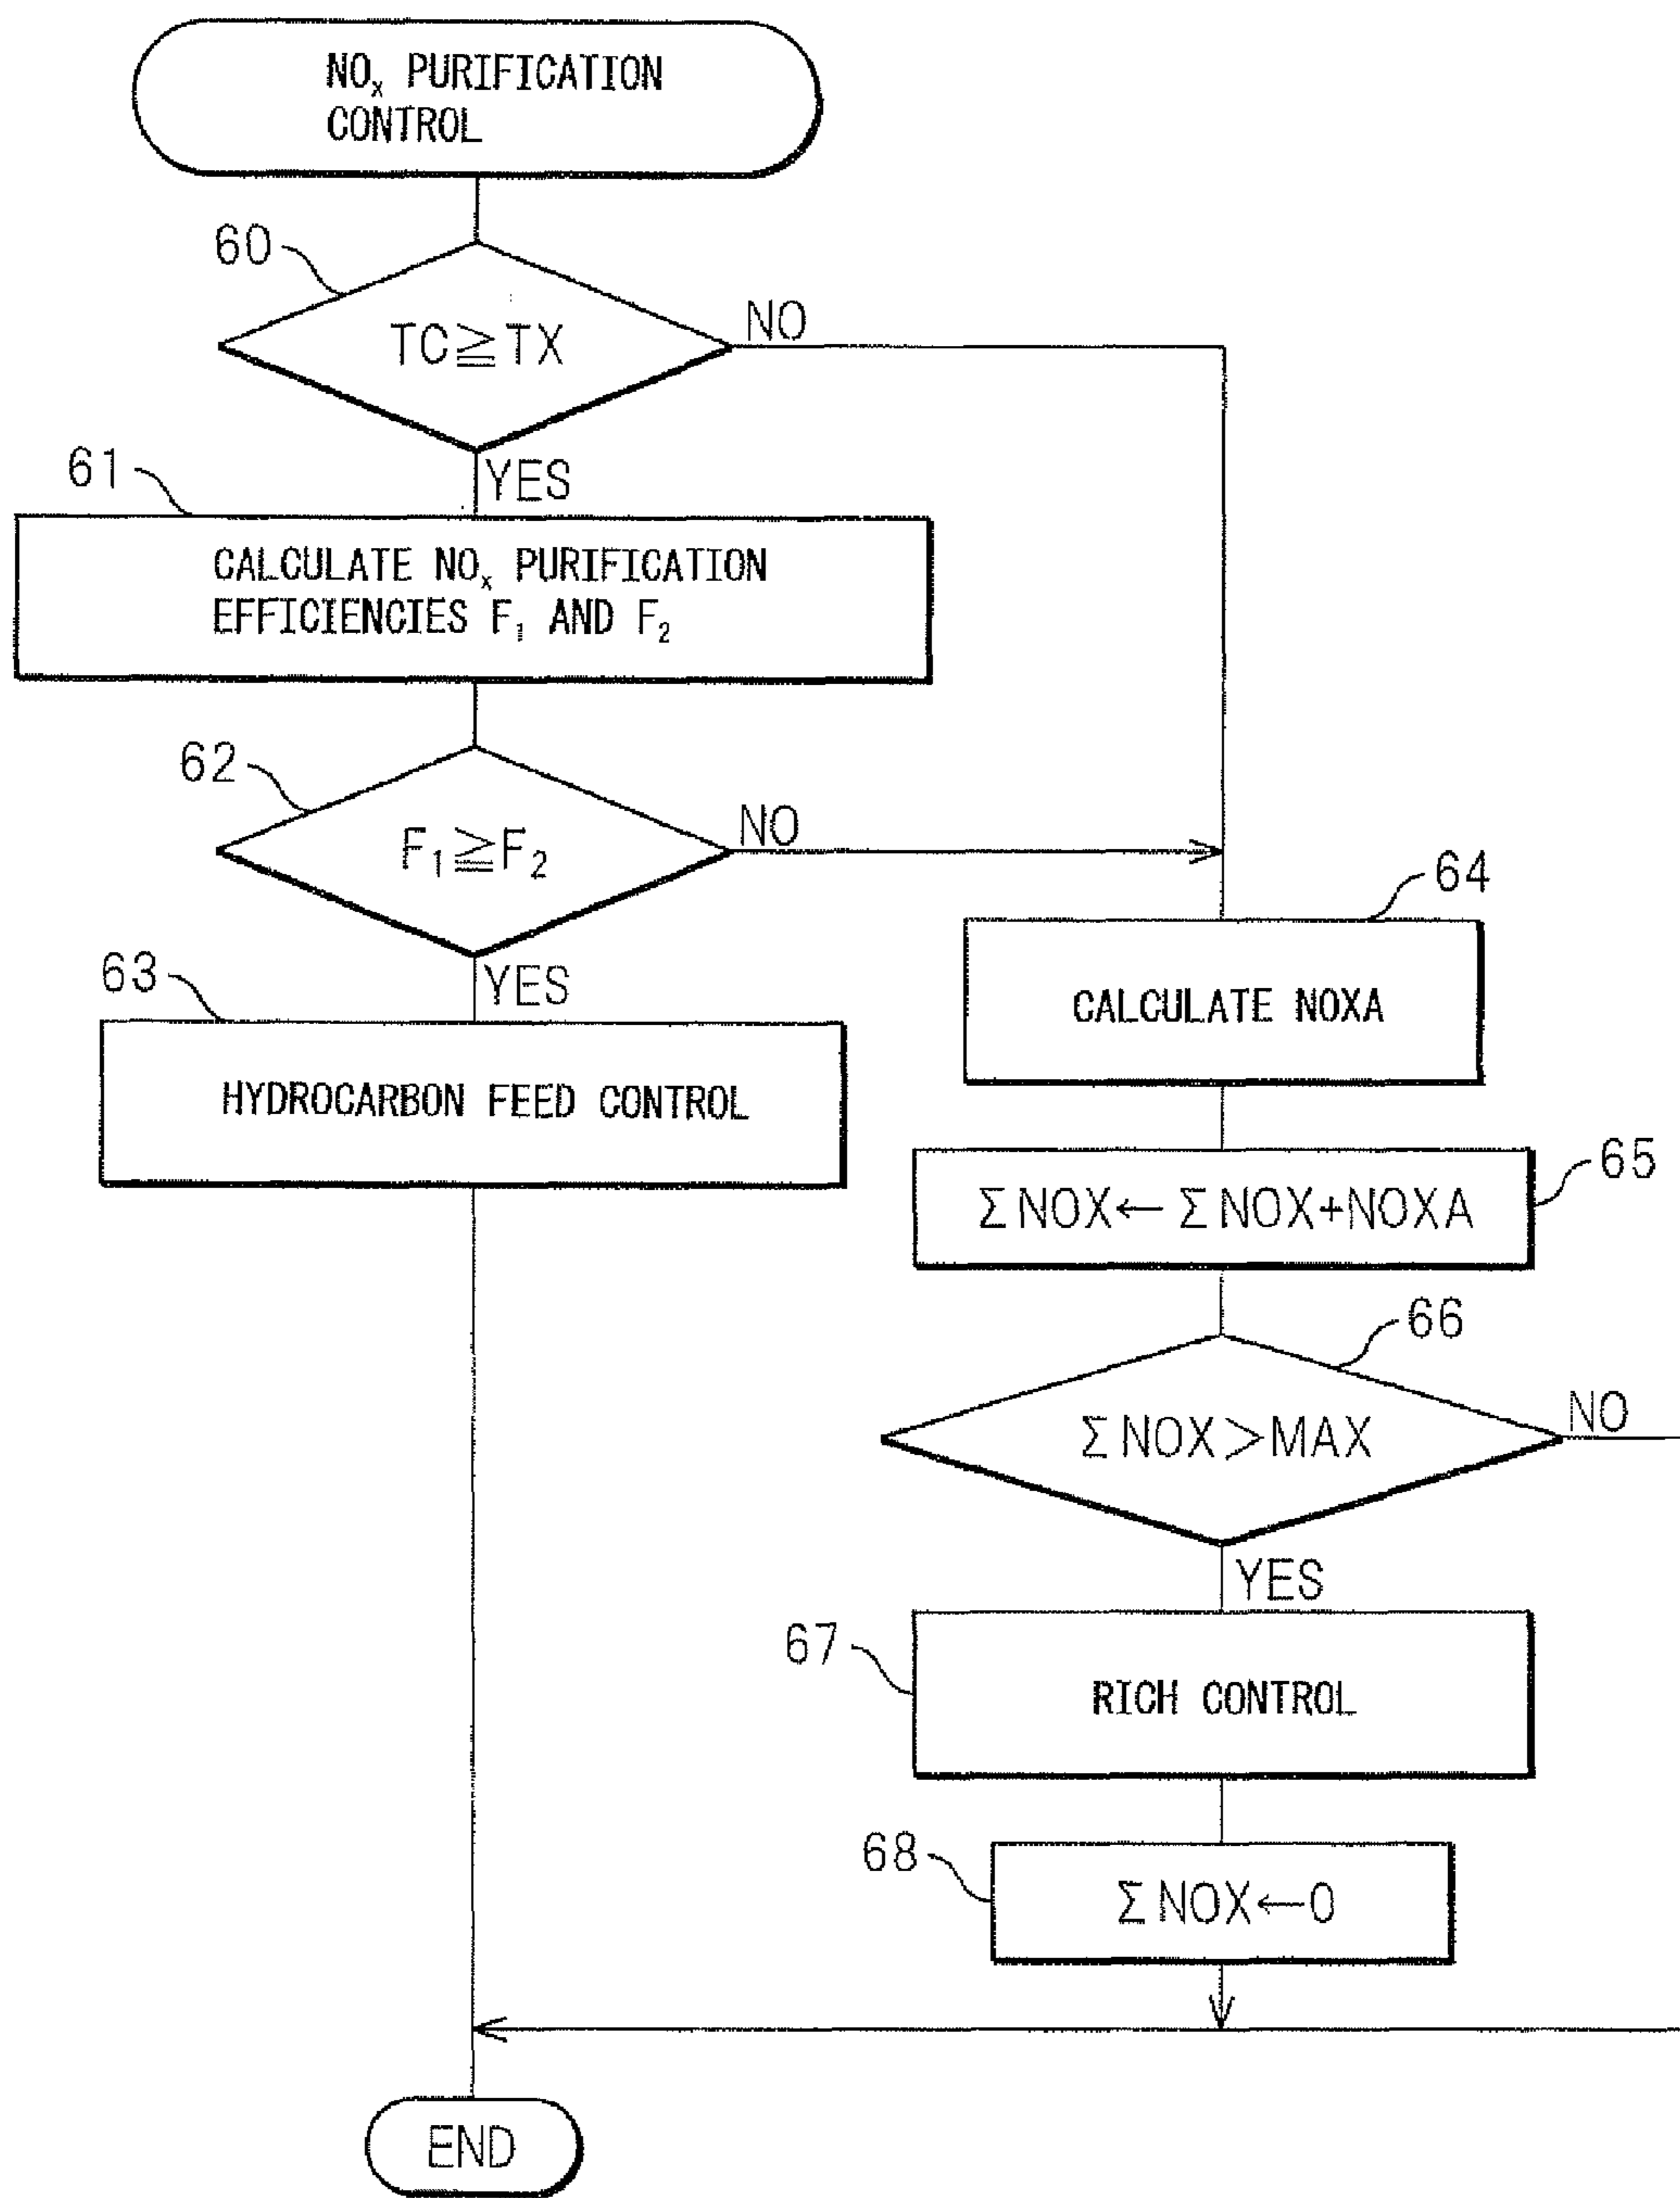 NOx PURIFICATION
CONTROL
60
TC≧TX
NO
YES
61
CALCULATE NOx PURIFICATION
EFFICIENCIES F1 AND F2
62
F1≧F2
NO
YES
63
HYDROCARBON FEED CONTROL
64
CALCULATE NOXA
65
ΣNOX←ΣNOX+NOXA
66
ΣNOX>MAX
NO
YES
67
RICH CONTROL
68
ΣNOX←0
END